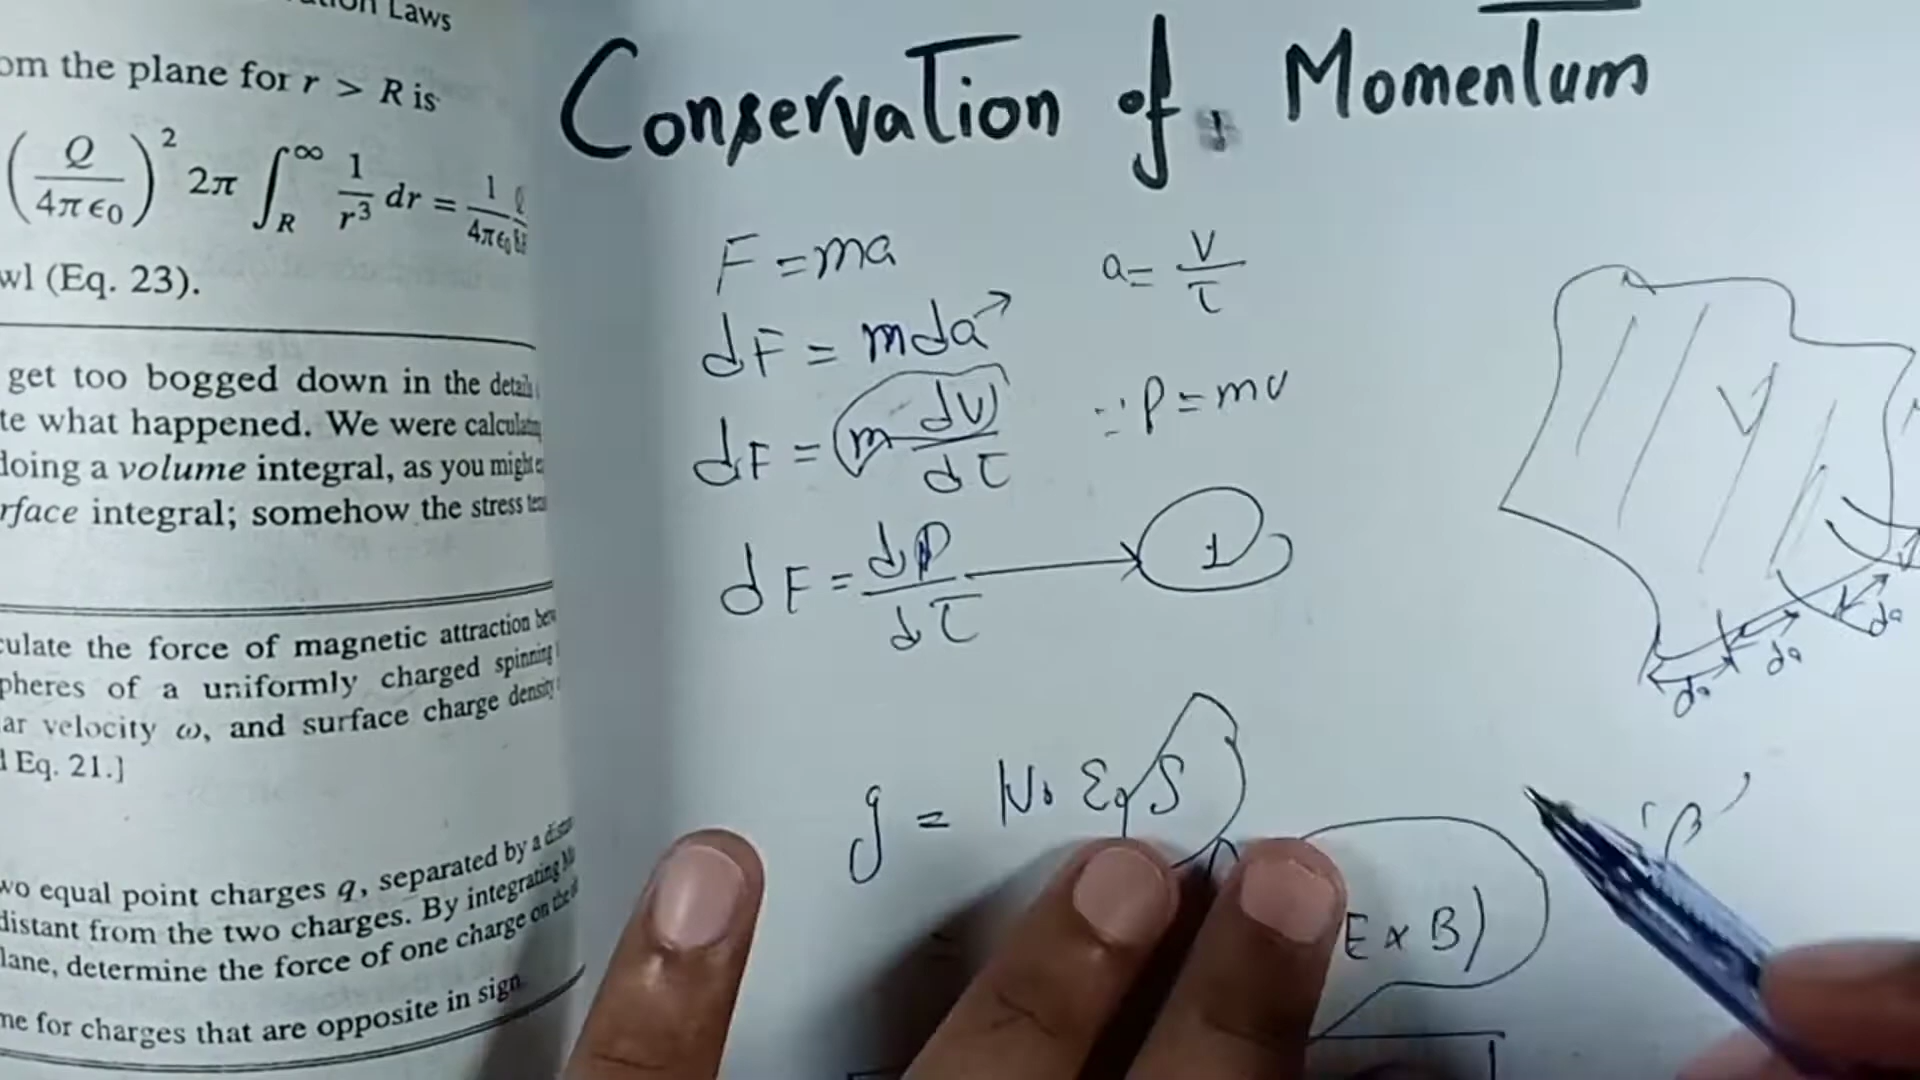 Laws
om the plane for r > R is
(Q/4πϵ0)² 2π ∫R∞ 1/r³ dr = 1/4πϵ0
wl (Eq. 23).
get too bogged down in the
te what happened. We were
doing a volume integral, as you might
rface integral; somehow the stress
culate the force of magnetic attraction
pheres of a uniformly charged spinning
ar velocity ω, and surface charge density
d Eq. 21.]
wo equal point charges q, separated by a
distant from the two charges. By integrating
lane, determine the force of one charge on the
me for charges that are opposite in sign.
Conservation of Momentum
F = ma
a = V/t
dF = mda
dF = m dv/dt
∵ P = mv
dF = dP/dt
1
g = μ0 ε0 S
E × B)
V
da
da
da